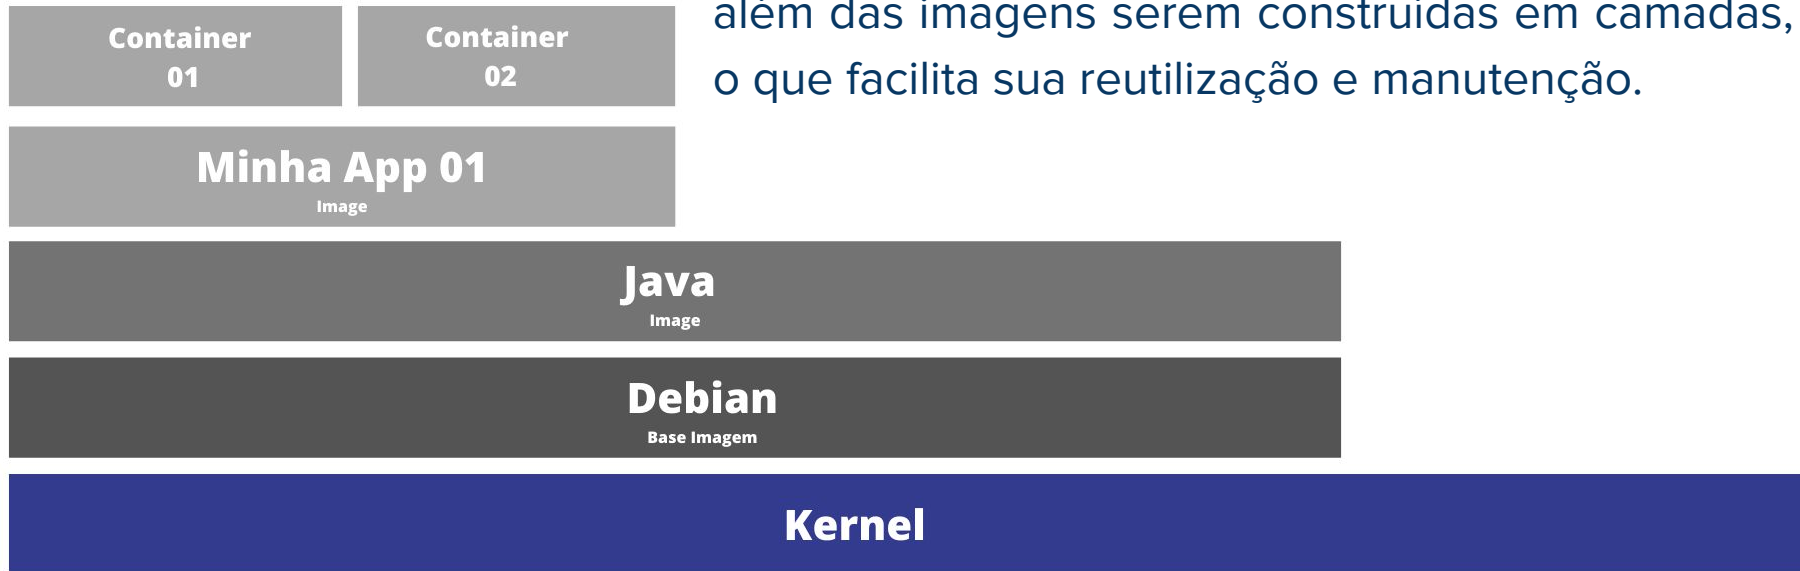 além das imagens serem construídas em camadas,
o que facilita sua reutilização e manutenção.
Container
01
Container
02
Minha App 01
Image
Java
Image
Debian
Base Imagem
Kernel